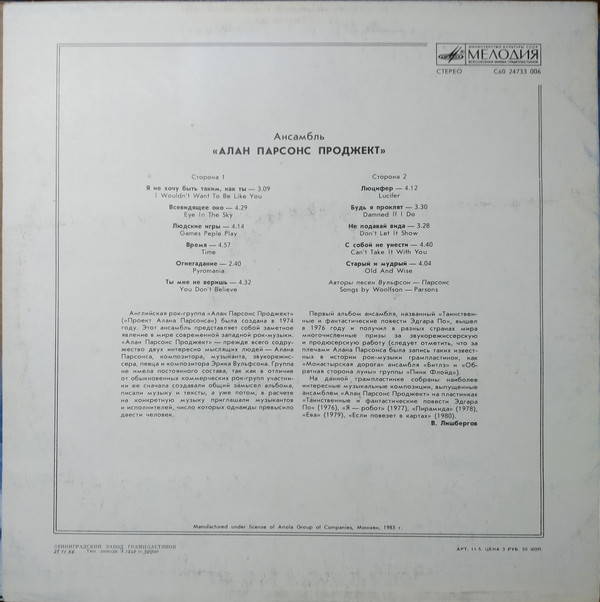 МИНИСТЕРСТВО КУЛЬТУРЫ СССР
МЕЛОДИЯ
ВСЕСОЮЗНАЯ ФИРМА ГРАМПЛАСТИНОК
СТЕРЕО С60 24733 006
Ансамбль
«АЛАН ПАРСОНС ПРОДЖЕКТ»
Сторона 1
Я не хочу быть таким, как ты — 3.09
I Wouldn't Want To Be Like You
Всевидящее око — 4.29
Eye In The Sky
Людские игры — 4.14
Games Peple Play
Время — 4.57
Time
Огнегадание — 2.40
Pyromania
Ты мне не веришь — 4.32
You Don't Believe
Сторона 2
Люцифер — 4.12
Lucifer
Будь я проклят — 3.30
Damned If I Do
Не подавай вида — 3.28
Don't Let It Show
С собой не унести — 4.40
Can't Take It With You
Старый и мудрый — 4.04
Old And Wise
Авторы песен Вульфсон — Парсонс
Songs by Woolfson — Parsons
Английская рок-группа «Алан Парсонс Проджект»
(«Проект Алана Парсонса») была создана в 1974
году. Этот ансамбль представляет собой заметное
явление в мире современной западной рок-музыки.
«Алан Парсонс Проджект» — прежде всего содру-
жество двух интересно мыслящих людей — Алана
Парсонса, композитора, музыканта, звукорежис-
сера, певца и композитора Эрика Вульфсона. Группа
не имела постоянного состава, так как в отличие
от обыкновенных коммерческих рок-групп участни-
ки ее сначала создавали общий замысел альбома,
писали музыку и тексты, а уже потом, в расчете
на конкретную музыку приглашали музыкантов
и исполнителей, число которых однажды превысило
двести человек.
Первый альбом ансамбля, названный «Таинствен-
ные и фантастические повести Эдгара По», вышел
в 1976 году и получил в разных странах мира
многочисленные призы за звукорежиссерскую
и продюсерскую работу (следует отметить, что за
плечами Алана Парсонса была запись таких извест-
ных в истории рок-музыки грампластинок, как
«Монастырская дорога» ансамбля «Битлз» и «Об-
ратная сторона луны» группы «Пинк Флойд»).
На данной грампластинке собраны наиболее
интересные музыкальные композиции, выпущенные
ансамблем «Алан Парсонс Проджект» на пластинках
«Таинственные и фантастические повести Эдгара
По» (1976), «Я — робот» (1977), «Пирамида» (1978),
«Ева» (1979), «Если повезет в картах» (1980).
В. Лишбергов
Manufactured under license of Ariola Group of Companies, Munchen, 1983 г.
ЛЕНИНГРАДСКИЙ ЗАВОД ГРАМПЛАСТИНОК
АРТ. 11-5. ЦЕНА 3 РУБ. 50 КОП.